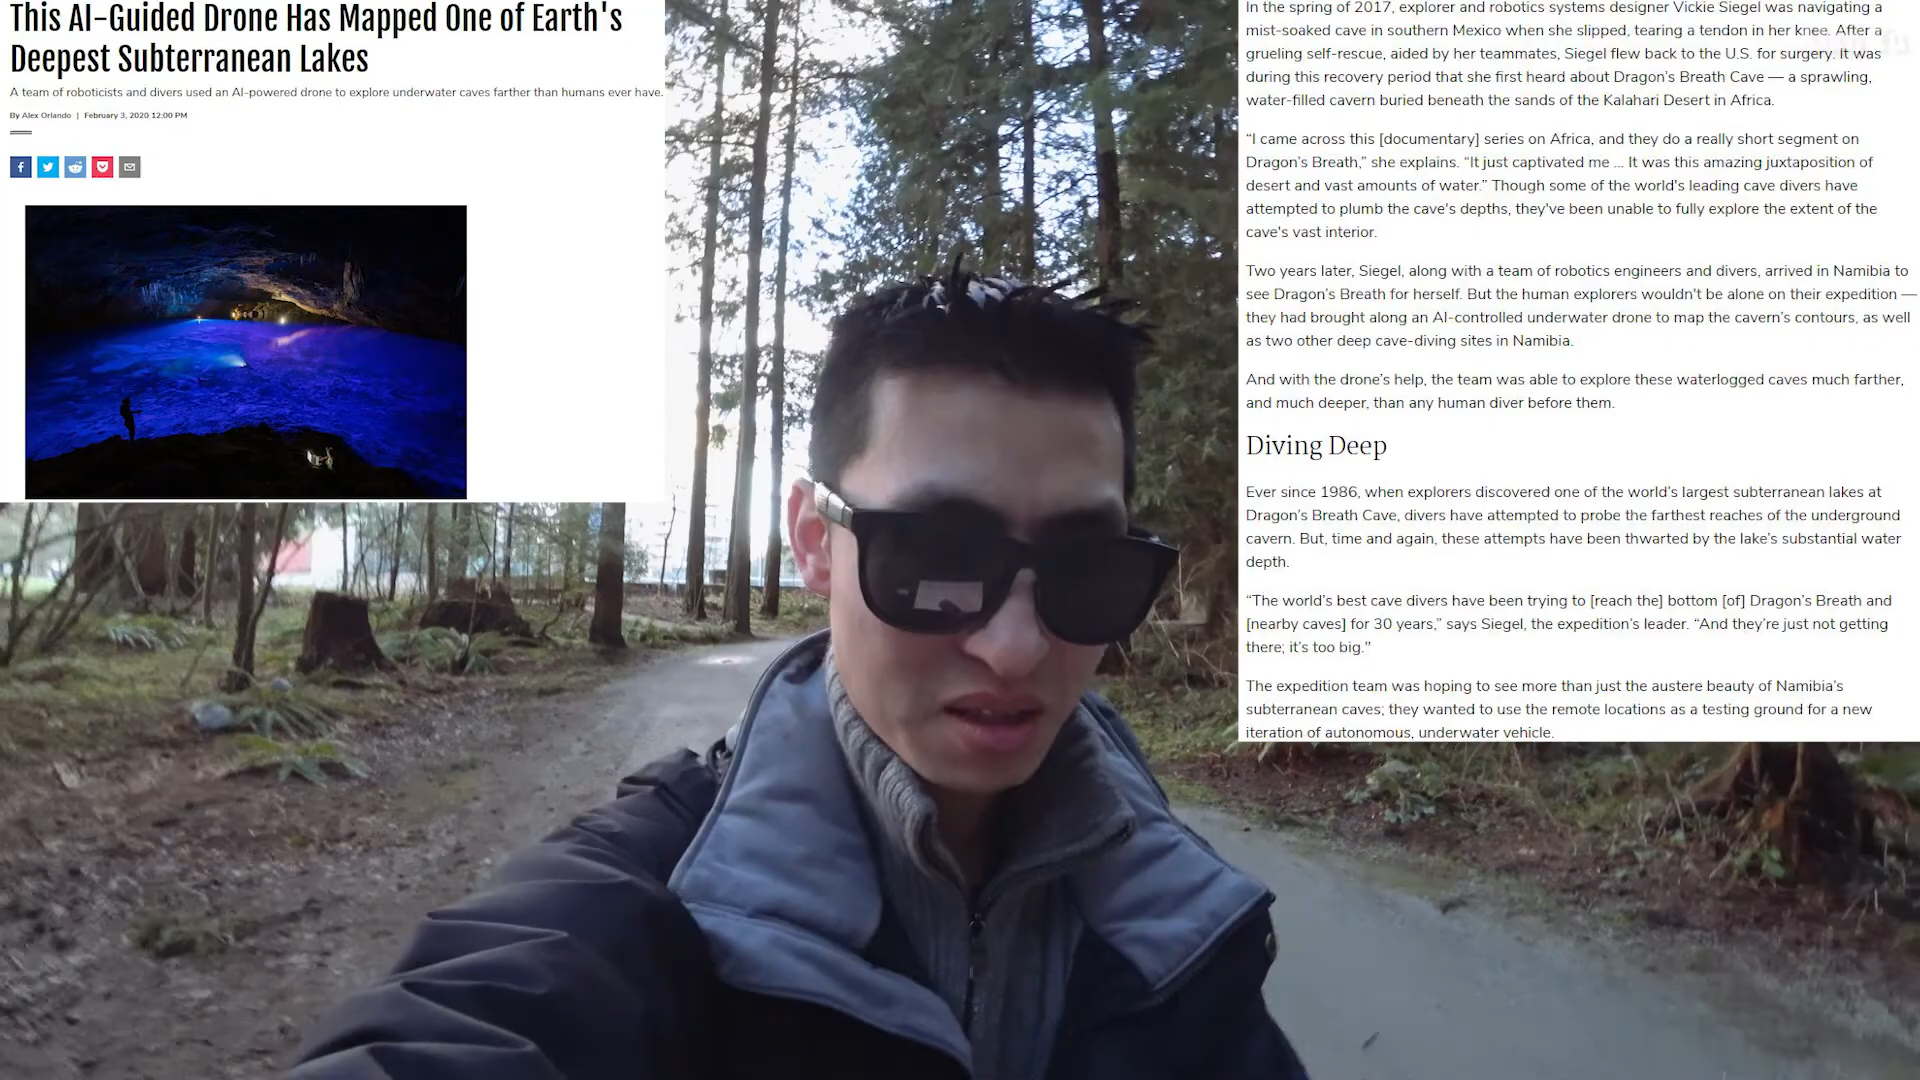 This AI-Guided Drone Has Mapped One of Earth's
Deepest Subterranean Lakes
A team of roboticists and divers used an AI-powered drone to explore underwater caves farther than humans ever have.
By Alex Orlando | February 3, 2020 12:00 PM
In the spring of 2017, explorer and robotics systems designer Vickie Siegel was navigating a
mist-soaked cave in southern Mexico when she slipped, tearing a tendon in her knee. After a
grueling self-rescue, aided by her teammates, Siegel flew back to the U.S. for surgery. It was
during this recovery period that she first heard about Dragon’s Breath Cave — a sprawling,
water-filled cavern buried beneath the sands of the Kalahari Desert in Africa.
“I came across this [documentary] series on Africa, and they do a really short segment on
Dragon’s Breath,” she explains. “It just captivated me ... It was this amazing juxtaposition of
desert and vast amounts of water.” Though some of the world's leading cave divers have
attempted to plumb the cave's depths, they've been unable to fully explore the extent of the
cave's vast interior.
Two years later, Siegel, along with a team of robotics engineers and divers, arrived in Namibia to
see Dragon’s Breath for herself. But the human explorers wouldn't be alone on their expedition —
they had brought along an AI-controlled underwater drone to map the cavern’s contours, as well
as two other deep cave-diving sites in Namibia.
And with the drone’s help, the team was able to explore these waterlogged caves much farther,
and much deeper, than any human diver before them.
Diving Deep
Ever since 1986, when explorers discovered one of the world’s largest subterranean lakes at
Dragon’s Breath Cave, divers have attempted to probe the farthest reaches of the underground
cavern. But, time and again, these attempts have been thwarted by the lake’s substantial water
depth.
“The world’s best cave divers have been trying to [reach the] bottom [of] Dragon’s Breath and
[nearby caves] for 30 years,” says Siegel, the expedition’s leader. “And they’re just not getting
there; it’s too big."
The expedition team was hoping to see more than just the austere beauty of Namibia’s
subterranean caves; they wanted to use the remote locations as a testing ground for a new
iteration of autonomous, underwater vehicle.